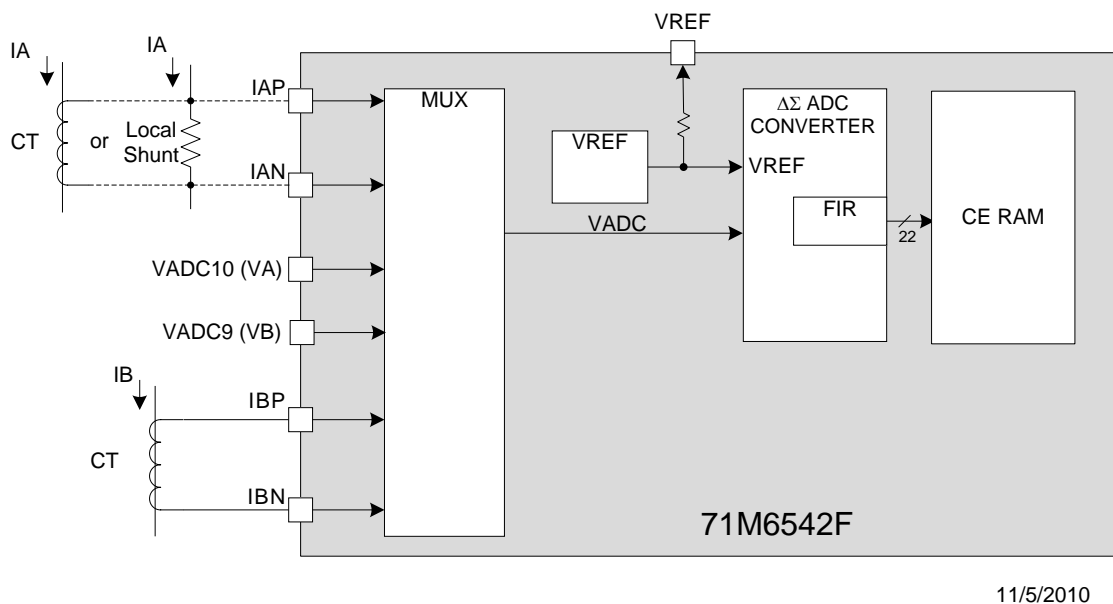 VREF
IA
IA
IAP
MUX
ΔΣ ADC
CONVERTER
CT
or
Local
Shunt
VREF
VREF
IAN
FIR
CE RAM
VADC
22
VADC10 (VA)
VADC9 (VB)
IB
IBP
CT
IBN
71M6542F
11/5/2010